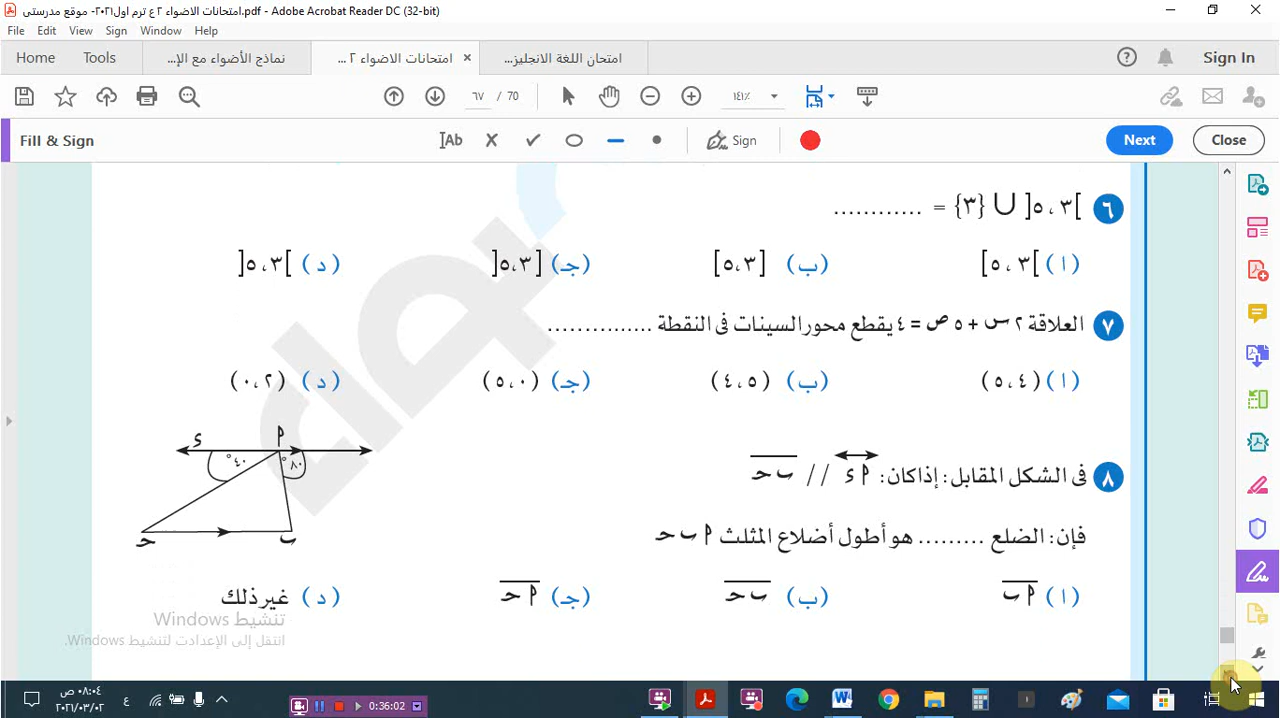 امتحانات الاضواء ٢ ع ترم اول٢٠٢١- موقع مدرستى.pdf - Adobe Acrobat Reader DC (32-bit)
File Edit View Sign Window Help
Home Tools نماذج الأضواء مع الإ... امتحانات الاضواء ٢ ... × امتحان اللغة الانجليز... Sign In
٦٧ / 70 ١٤١٪
Fill & Sign Ab Sign Next Close
٦ ]٣ ، ٥[ ∪ {٣} = ............
(ا) ]٣ ، ٥] (ب) [٣ ، ٥] (جـ) [٣ ، ٥[ (د) ]٣ ، ٥[
٧ العلاقة ٢ س + ٥ ص = ٤ يقطع محور السينات فى النقطة ..............
(ا) (٤ ، ٥) (ب) (٥ ، ٤) (جـ) (٠ ، ٥) (د) (٢ ، ٠)
٨ فى الشكل المقابل : إذا كان : ‎م ء // ب حـ
فإن : الضلع ......... هو أطول أضلاع المثلث م ب حـ
(ا) م ب (ب) ب حـ (جـ) م حـ (د) غير ذلك
ء م
٤٠° ٨٠°
حـ ب
تنشيط Windows
انتقل إلى الإعدادات لتنشيط Windows.
٠٨:٠٤ ص
٢٠٢١/٠٣/٠٢
ع
0:36:02